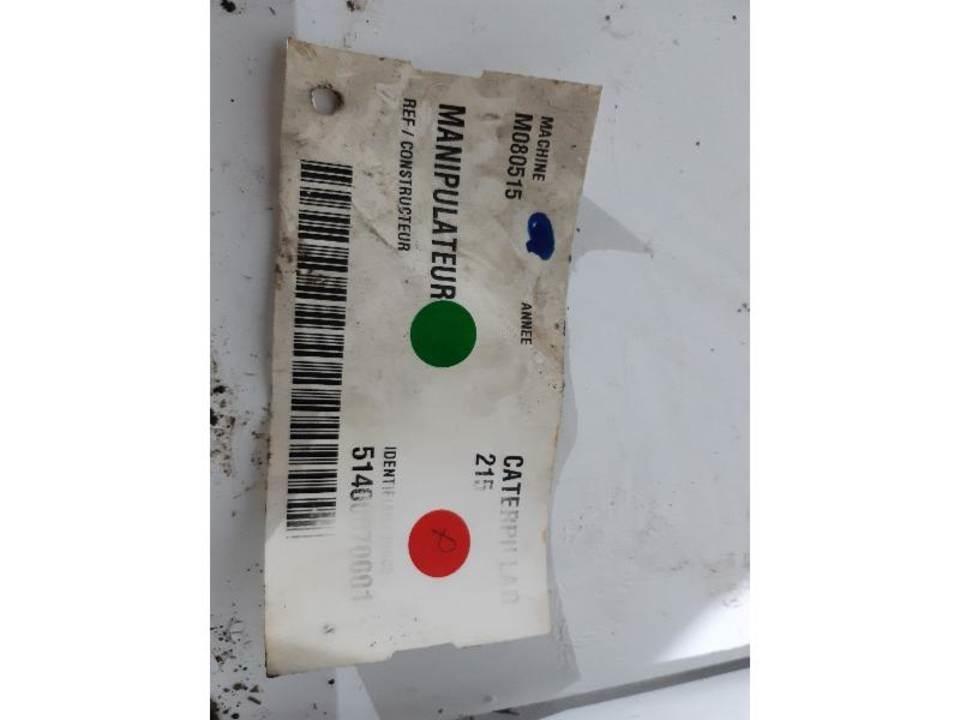 MACHINE
M080515
ANNEE
CATERPILLAR
215
MANIPULATEUR
REF / CONSTRUCTEUR